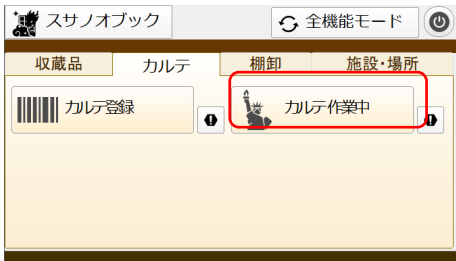 スサノオブック
全機能モード
収蔵品
カルテ
棚卸
施設・場所
カルテ登録
カルテ作業中